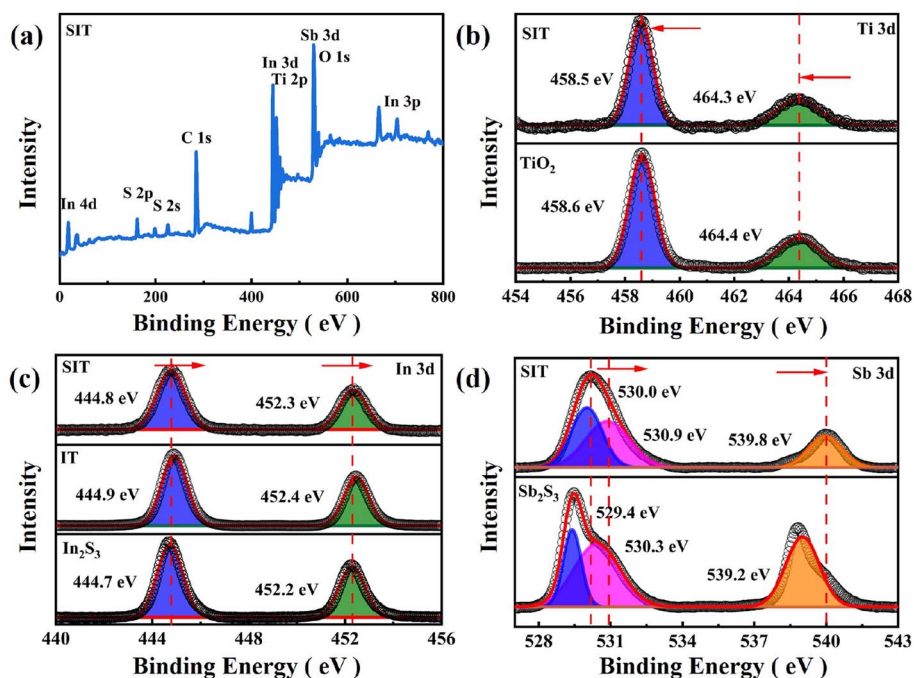 (a)
SIT
Sb 3d
O 1s
In 3d
Ti 2p
In 3p
C 1s
S 2p
S 2s
In 4d
Intensity
0 200 400 600 800
Binding Energy ( eV )
(b)
SIT
Ti 3d
458.5 eV
464.3 eV
TiO2
458.6 eV
464.4 eV
Intensity
454 456 458 460 462 464 466 468
Binding Energy ( eV )
(c)
SIT
In 3d
444.8 eV
452.3 eV
IT
444.9 eV
452.4 eV
In2S3
444.7 eV
452.2 eV
Intensity
440 444 448 452 456
Binding Energy ( eV )
(d)
SIT
Sb 3d
530.0 eV
530.9 eV
539.8 eV
Sb2S3
529.4 eV
530.3 eV
539.2 eV
Intensity
528 531 534 537 540 543
Binding Energy ( eV )